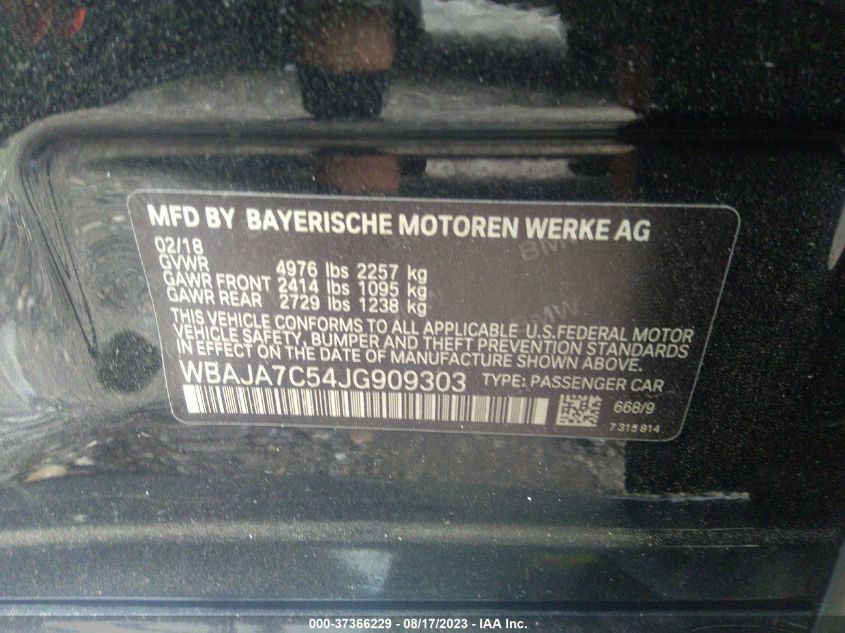 MFD BY BAYERISCHE MOTOREN WERKE AG
02/18
GVWR 4976 lbs 2257 kg
GAWR FRONT 2414 lbs 1095 kg
GAWR REAR 2729 lbs 1238 kg
THIS VEHICLE CONFORMS TO ALL APPLICABLE U.S.FEDERAL MOTOR
VEHICLE SAFETY, BUMPER AND THEFT PREVENTION STANDARDS
IN EFFECT ON THE DATE OF MANUFACTURE SHOWN ABOVE.
WBAJA7C54JG909303 TYPE: PASSENGER CAR
668/9
7315814
BMW
BMW
000-37366229 - 08/17/2023 - IAA Inc.